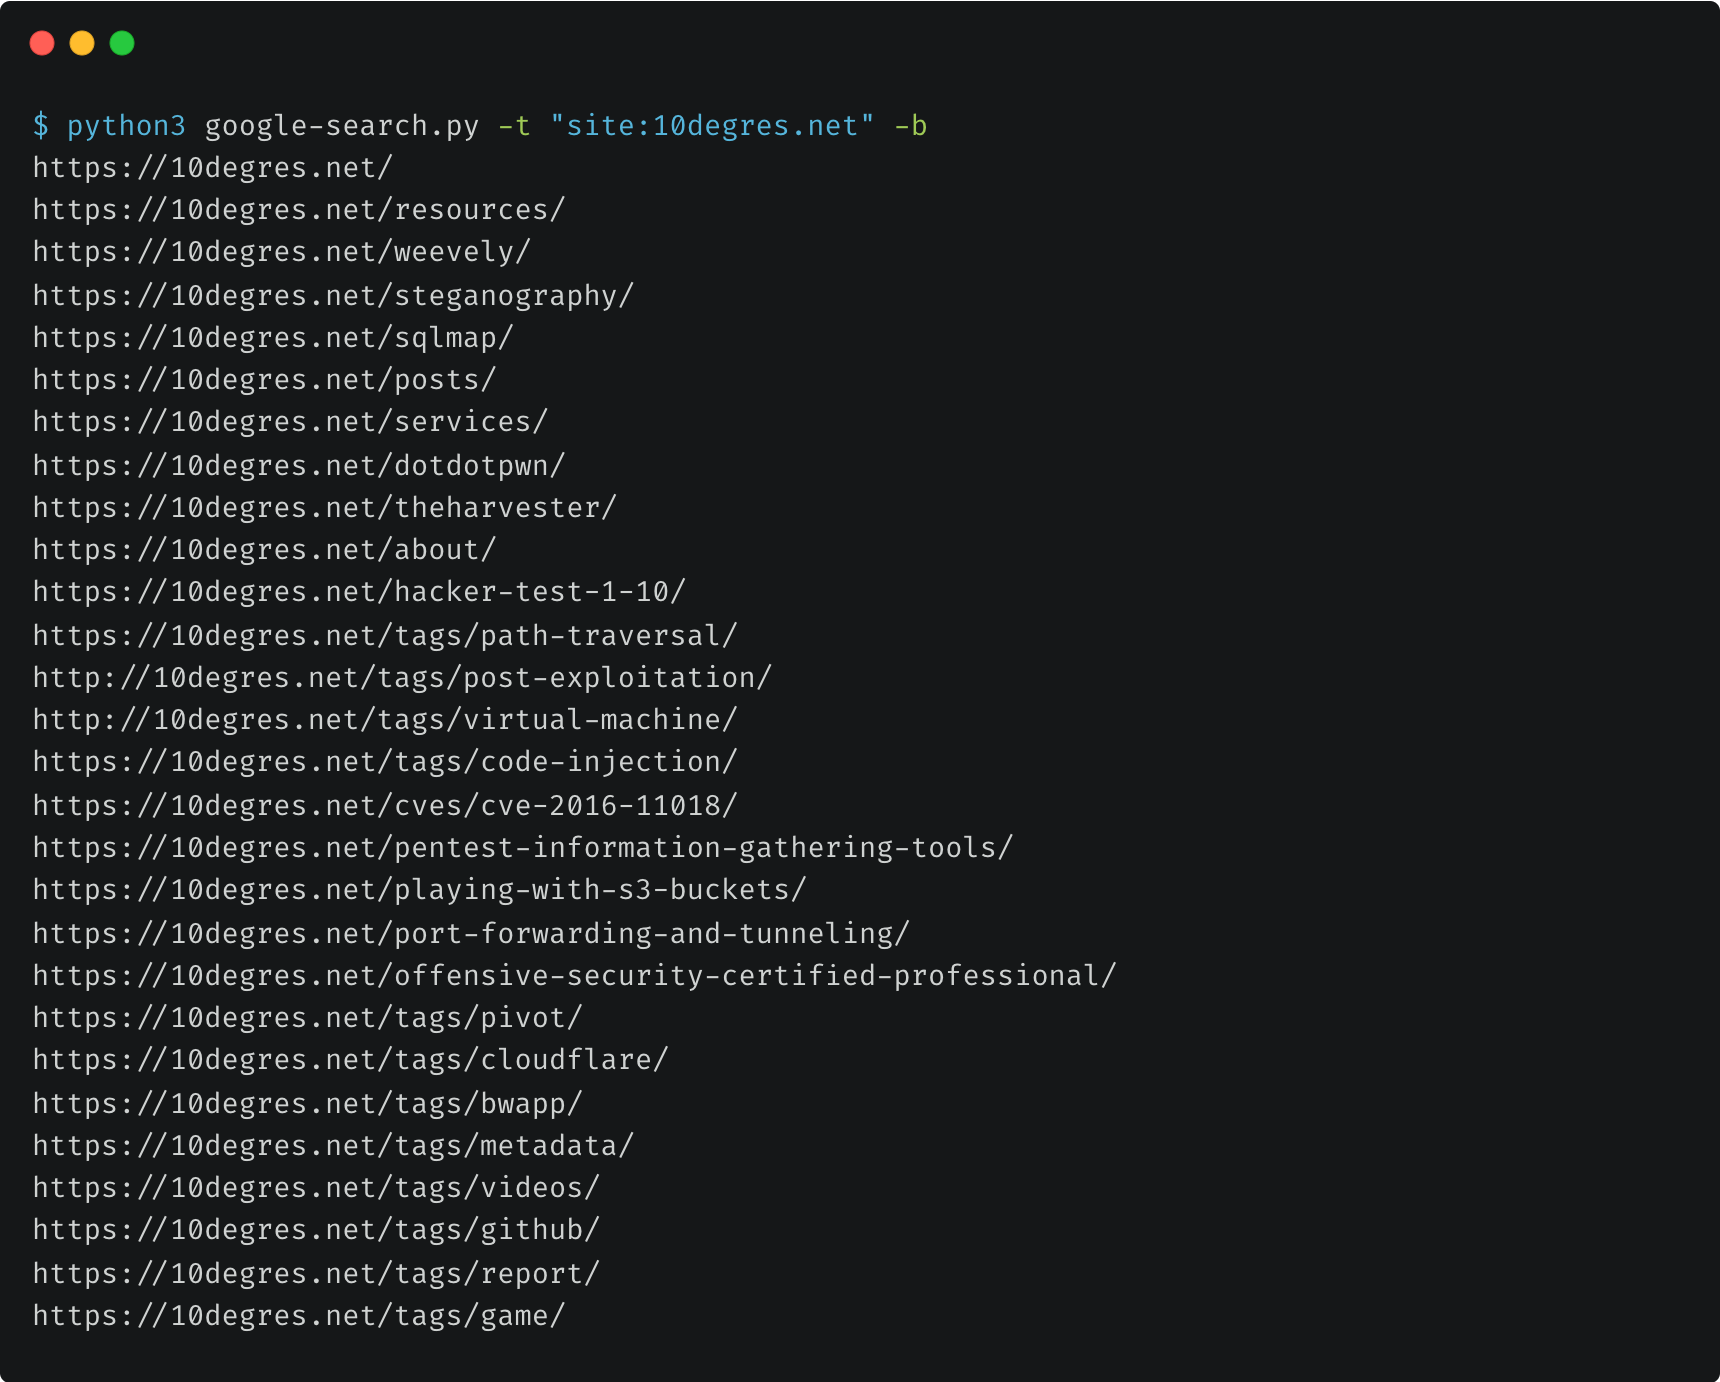 $ python3 google-search.py -t "site:10degres.net" -b
https://10degres.net/
https://10degres.net/resources/
https://10degres.net/weevely/
https://10degres.net/steganography/
https://10degres.net/sqlmap/
https://10degres.net/posts/
https://10degres.net/services/
https://10degres.net/dotdotpwn/
https://10degres.net/theharvester/
https://10degres.net/about/
https://10degres.net/hacker-test-1-10/
https://10degres.net/tags/path-traversal/
http://10degres.net/tags/post-exploitation/
http://10degres.net/tags/virtual-machine/
https://10degres.net/tags/code-injection/
https://10degres.net/cves/cve-2016-11018/
https://10degres.net/pentest-information-gathering-tools/
https://10degres.net/playing-with-s3-buckets/
https://10degres.net/port-forwarding-and-tunneling/
https://10degres.net/offensive-security-certified-professional/
https://10degres.net/tags/pivot/
https://10degres.net/tags/cloudflare/
https://10degres.net/tags/bwapp/
https://10degres.net/tags/metadata/
https://10degres.net/tags/videos/
https://10degres.net/tags/github/
https://10degres.net/tags/report/
https://10degres.net/tags/game/